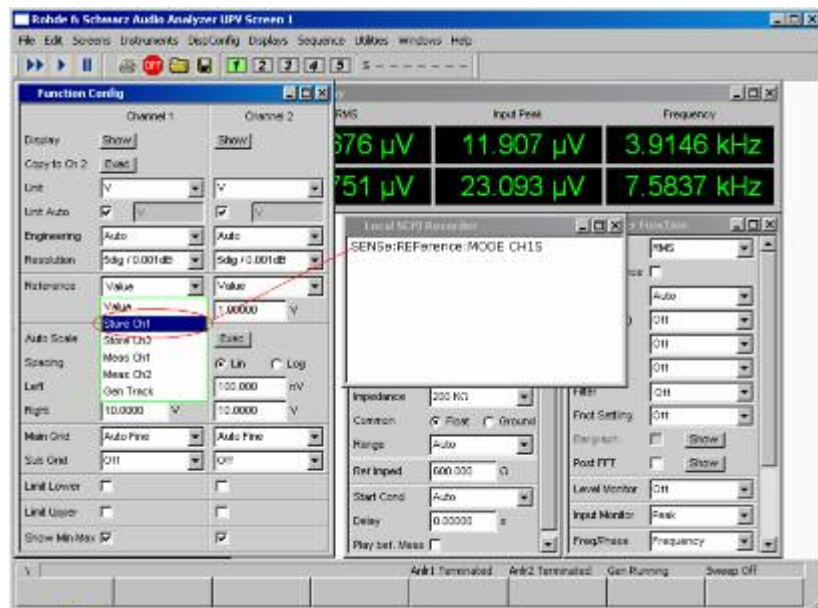 Rohde & Schwarz Audio Analyzer UPV Screen 1
File Edit Screens Instruments DispConfig Displays Sequence Utilities Windows Help
OFF 1 2 3 4 5 S - - - - - - -
Function Config
Channel 1 Channel 2
Display Show Show
Copy to Ch 2 Exec
Unit V V
Unit Auto V V
Engineering Auto Auto
Resolution 5dig / 0.001dB 5dig / 0.001dB
Reference Value Value
Value 1.00000 V
Store Ch1
Auto Scale Store Ch2 Exec
Spacing Meas Ch1 Lin Log
Meas Ch2
Left Gen Track 100.000 mV
Right 10.0000 V 10.0000 V
Main Grid Auto Fine Auto Fine
Sub Grid Off Off
Limit Lower
Limit Upper
Show Min Max
RMS Input Peak Frequency
676 µV 11.907 µV 3.9146 kHz
751 µV 23.093 µV 7.5837 kHz
Local SCPI Recorder
SENSe:REFerence:MODE CH1S
Impedance 200 KΩ
Common Float Ground
Range Auto
Ref Imped 600.000 Ω
Start Cond Auto
Delay 0.00000 s
Play bef. Meas
Function
RMS
Auto
Off
Off
Off
Filter Off
Fnct Settling Off
Bargraph Show
Post FFT Show
Level Monitor Off
Input Monitor Peak
Freq/Phase Frequency
Anlr1 Terminated Anlr2 Terminated Gen Running Sweep Off